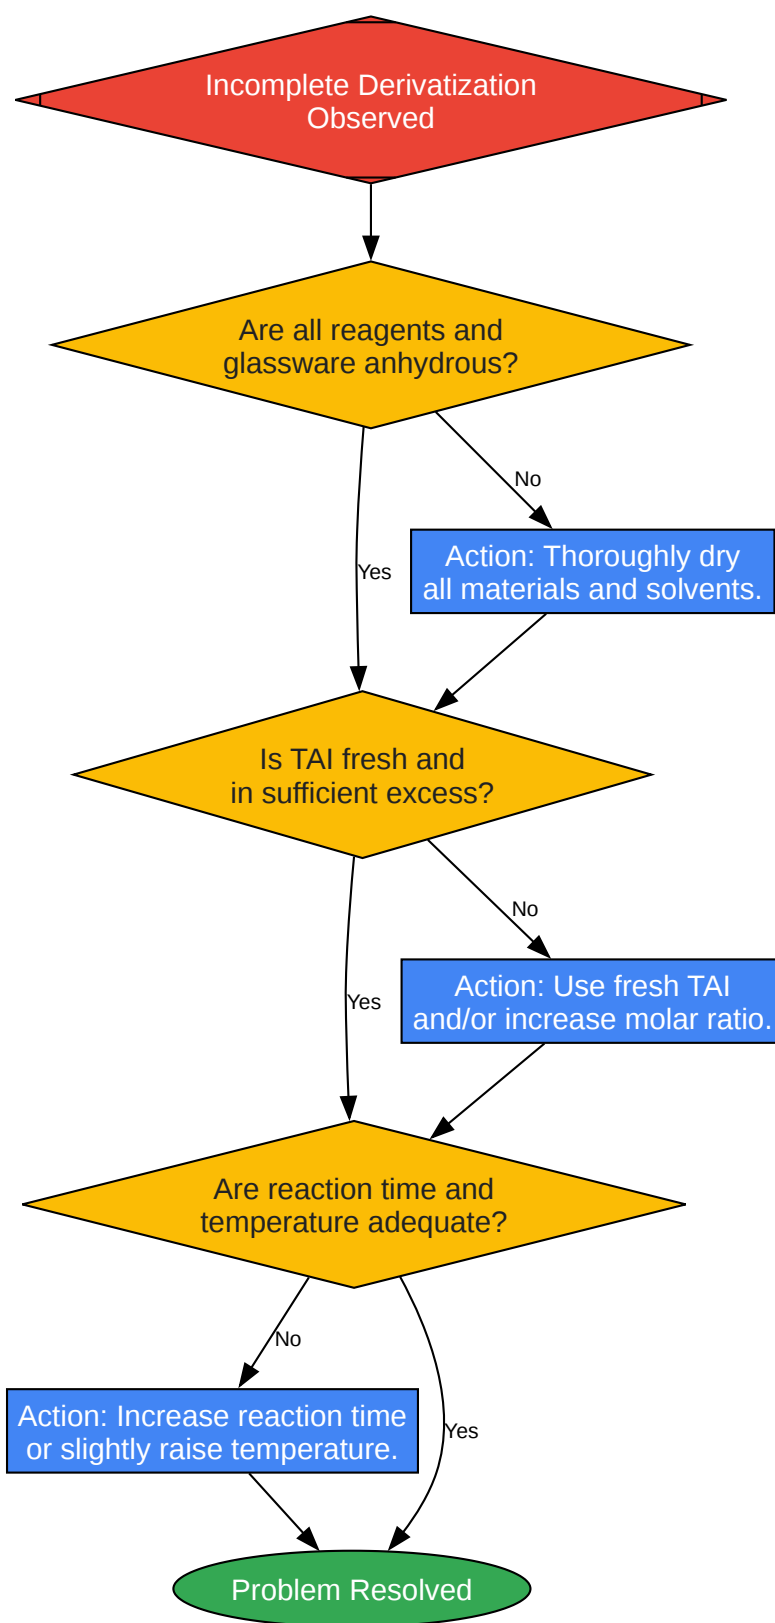 Incomplete Derivatization
Observed
Are all reagents and
glassware anhydrous?
No
Yes
Action: Thoroughly dry
all materials and solvents.
Is TAI fresh and
in sufficient excess?
No
Yes
Action: Use fresh TAI
and/or increase molar ratio.
Are reaction time and
temperature adequate?
No
Yes
Action: Increase reaction time
or slightly raise temperature.
Problem Resolved